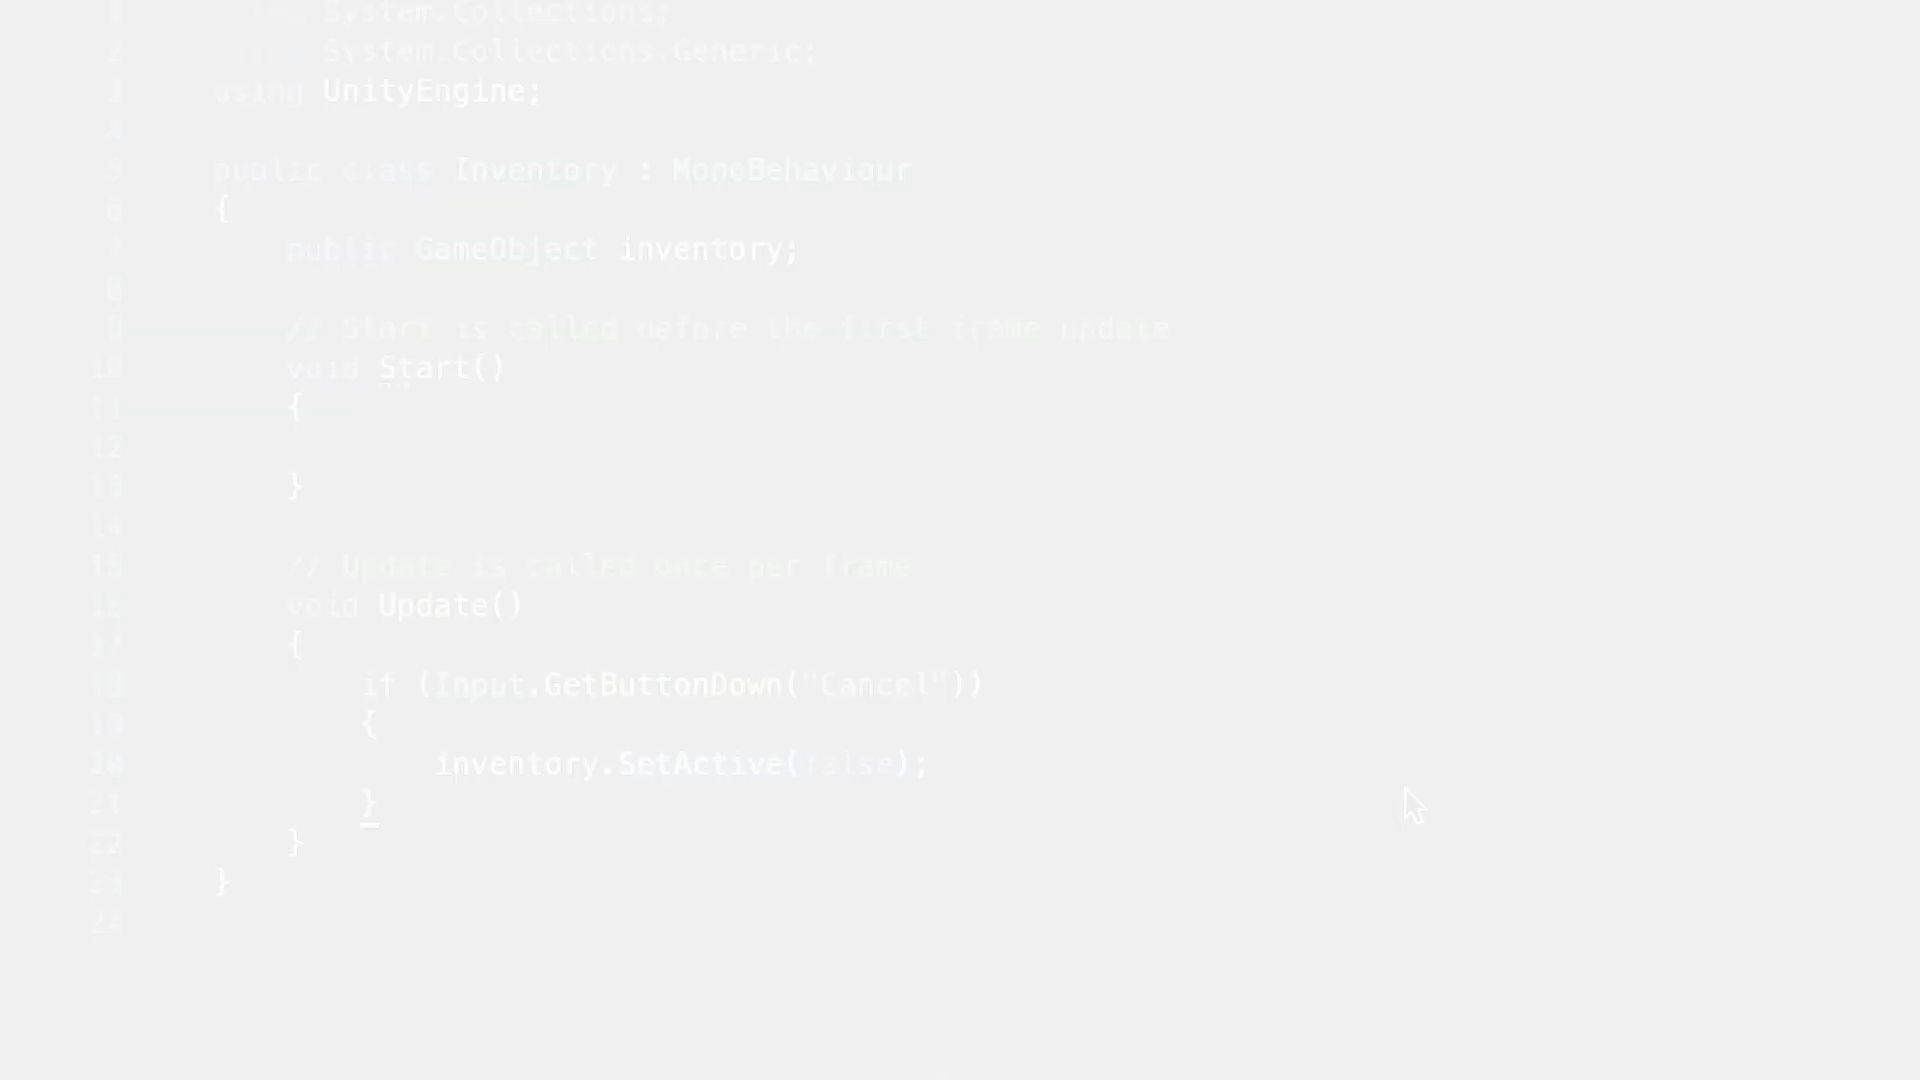 1 using System.Collections;
2 using System.Collections.Generic;
3 using UnityEngine;
4
5 public class Inventory : MonoBehaviour
6 {
7 public GameObject inventory;
8
9 // Start is called before the first frame update
10 void Start()
11 {
12
13 }
14
15 // Update is called once per frame
16 void Update()
17 {
18 if (Input.GetButtonDown("Cancel"))
19 {
20 inventory.SetActive(false);
21 }
22 }
23 }
24